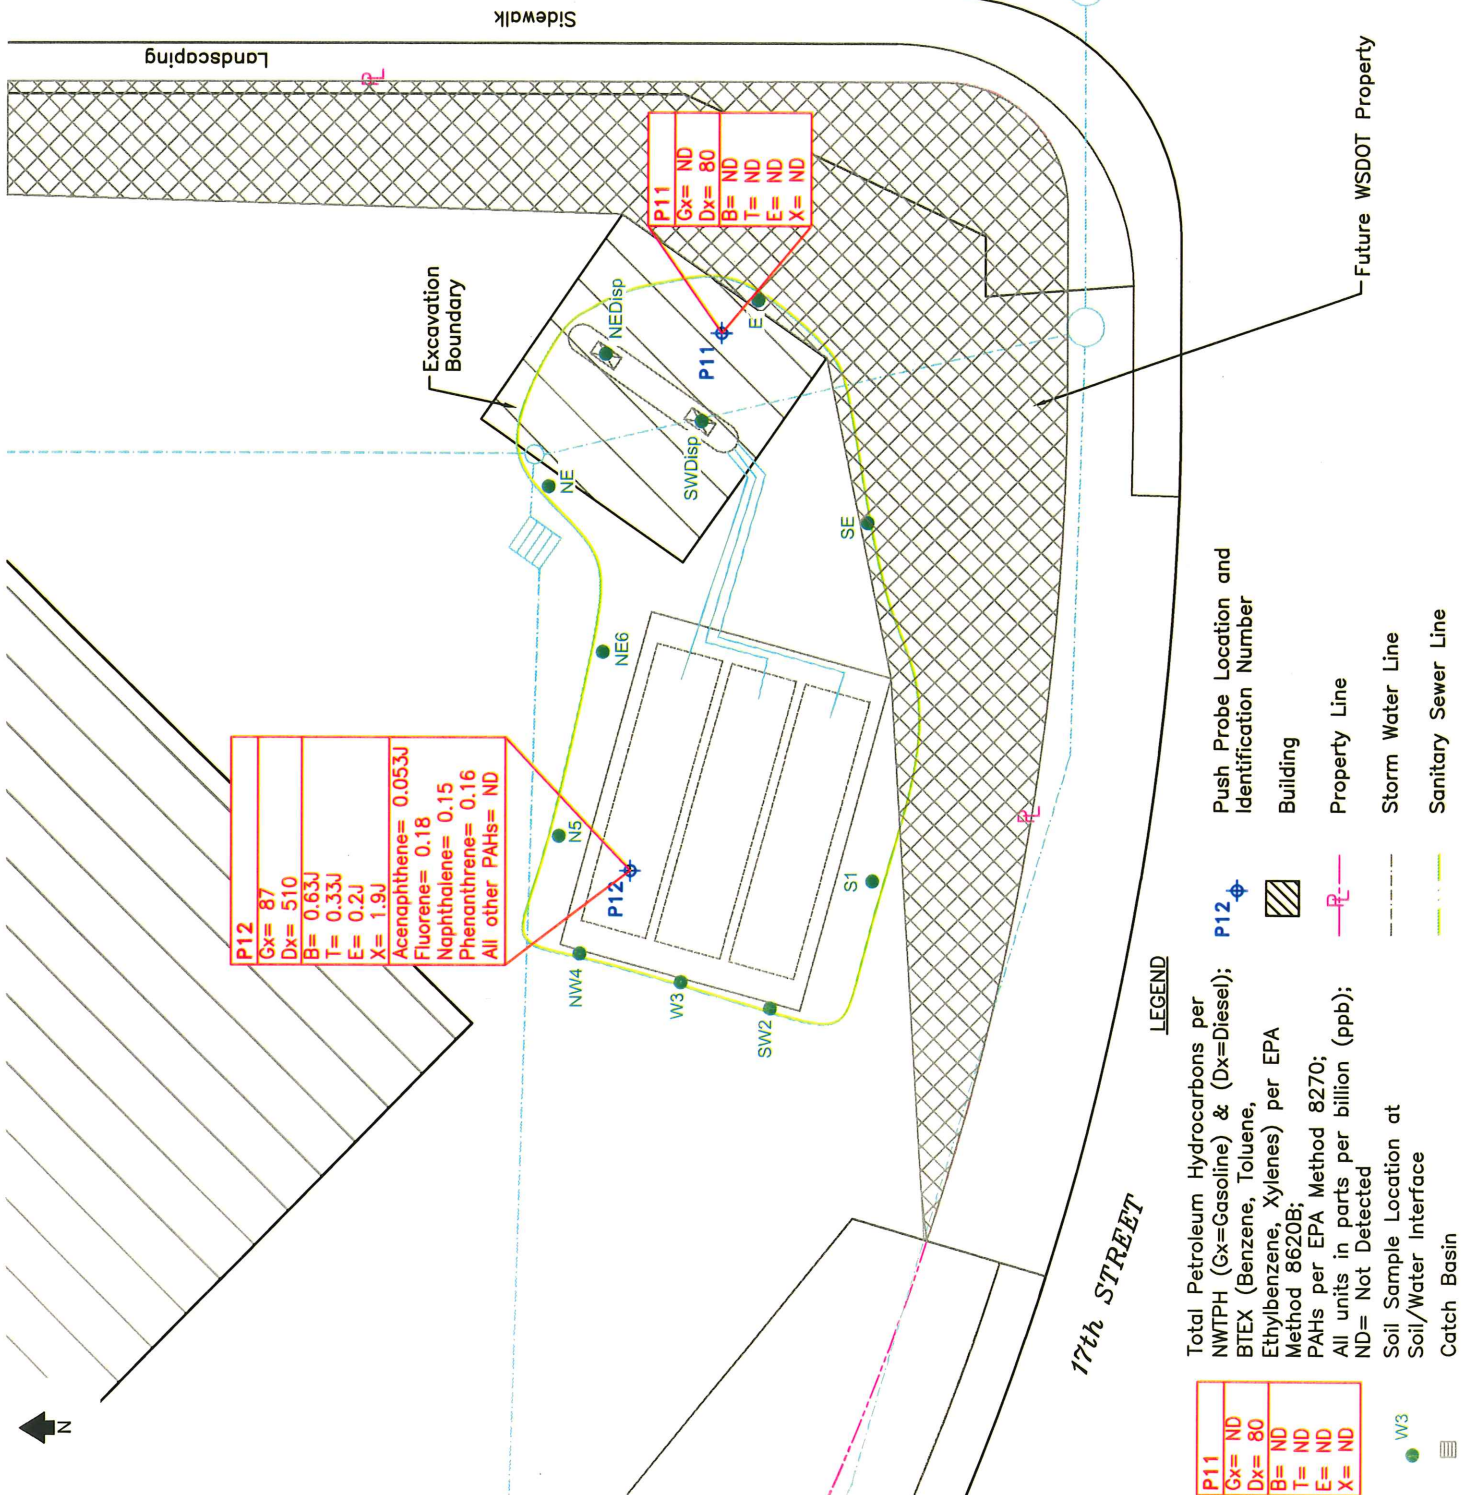 N
Sidewalk
Landscaping
PL
Excavation
Boundary
P11
Gx= ND
Dx= 80
B= ND
T= ND
E= ND
X= ND
NEDisp
E
P11
SWDisp
NE
SE
NE6
P12
Gx= 87
Dx= 510
B= 0.63J
T= 0.33J
E= 0.2J
X= 1.9J
Acenaphthene= 0.053J
Fluorene= 0.18
Naphthalene= 0.15
Phenanthrene= 0.16
All other PAHs= ND
N5
P12
S1
NW4
W3
SW2
PL
Future WSDOT Property
17th STREET
LEGEND
P11
Gx= ND
Dx= 80
B= ND
T= ND
E= ND
X= ND
Total Petroleum Hydrocarbons per
NWTPH (Gx=Gasoline) & (Dx=Diesel);
BTEX (Benzene, Toluene,
Ethylbenzene, Xylenes) per EPA
Method 8620B;
PAHs per EPA Method 8270;
All units in parts per billion (ppb);
ND= Not Detected
W3
Soil Sample Location at
Soil/Water Interface
Catch Basin
P12
Push Probe Location and
Identification Number
Building
PL
Property Line
Storm Water Line
Sanitary Sewer Line